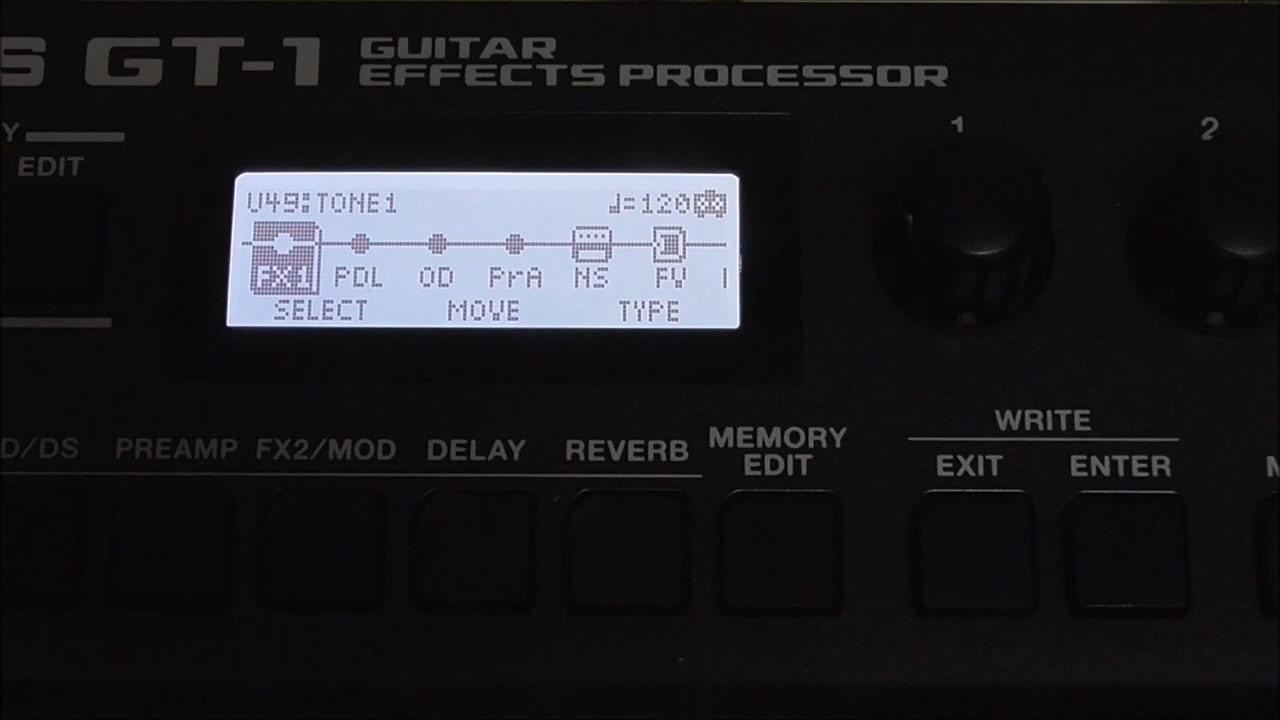 S GT-1 GUITAR
EFFECTS PROCESSOR
Y
EDIT
1
2
U49:TONE1 ♩=120
FX1 PDL OD PrA NS FV
SELECT MOVE TYPE
WRITE
D/DS PREAMP FX2/MOD DELAY REVERB MEMORY
EDIT EXIT ENTER